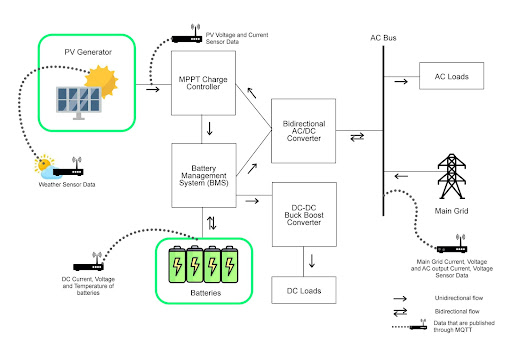 PV Voltage and Current
Sensor Data
PV Generator
AC Bus
MPPT Charge
Controller
AC Loads
Bidirectional
AC/DC
Converter
Battery
Management
System (BMS)
Weather Sensor Data
DC-DC
Buck Boost
Converter
Main Grid
DC Current, Voltage
and Temperature of
batteries
Main Grid Current, Voltage
and AC output Current, Voltage
Sensor Data
Batteries
DC Loads
Unidirectional flow
Bidirectional flow
Data that are published
through MQTT